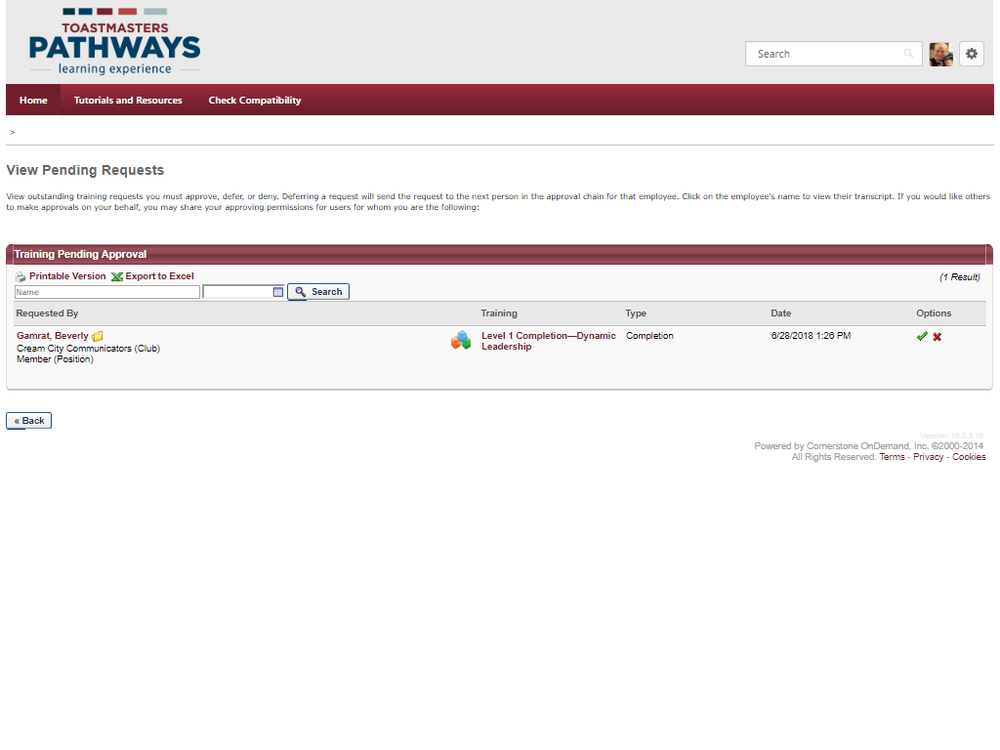 TOASTMASTERS
PATHWAYS
learning experience
Search
Home Tutorials and Resources Check Compatibility
>
View Pending Requests
View outstanding training requests you must approve, defer, or deny. Deferring a request will send the request to the next person in the approval chain for that employee. Click on the employee's name to view their transcript. If you would like others
to make approvals on your behalf, you may share your approving permissions for users for whom you are the following:
Training Pending Approval
Printable Version Export to Excel (1 Result)
Name Search
Requested By Training Type Date Options
Gamrat, Beverly Level 1 Completion—Dynamic Completion 6/28/2018 1:26 PM
Cream City Communicators (Club) Leadership
Member (Position)
« Back
Version: 15.3.3.18
Powered by Cornerstone OnDemand, Inc. ©2000-2014
All Rights Reserved. Terms - Privacy - Cookies